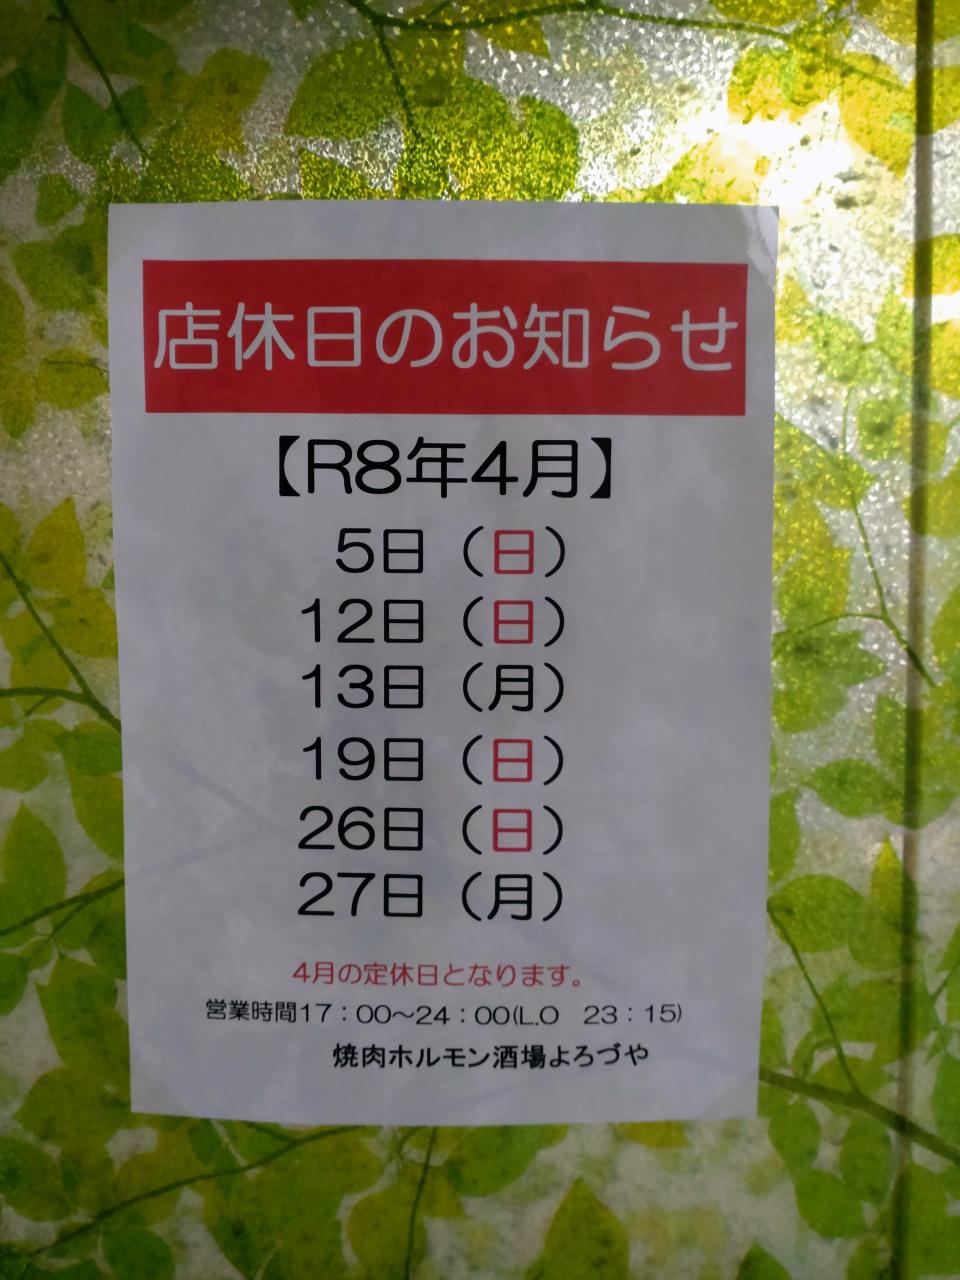 店休日のお知らせ
【R8年4月】
5日（日）
12日（日）
13日（月）
19日（日）
26日（日）
27日（月）
4月の定休日となります。
営業時間17：00～24：00(L.O　23：15)
焼肉ホルモン酒場よろづや